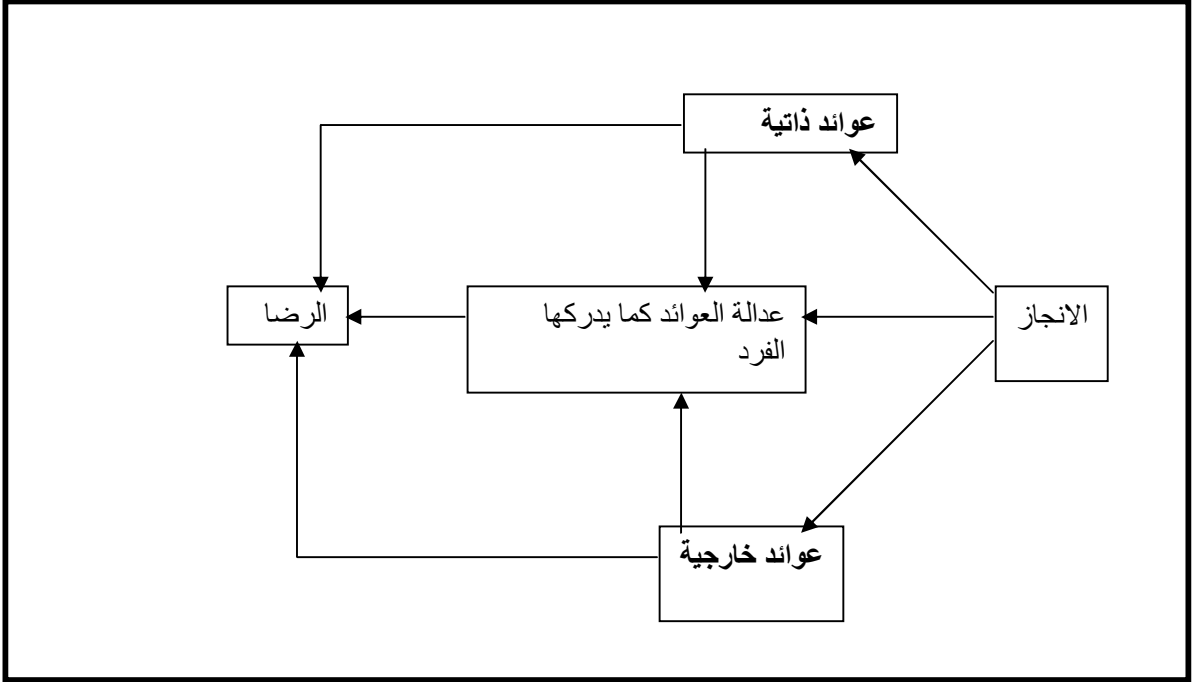 عوائد ذاتية
الانجاز
عدالة العوائد كما يدركها
الفرد
الرضا
عوائد خارجية